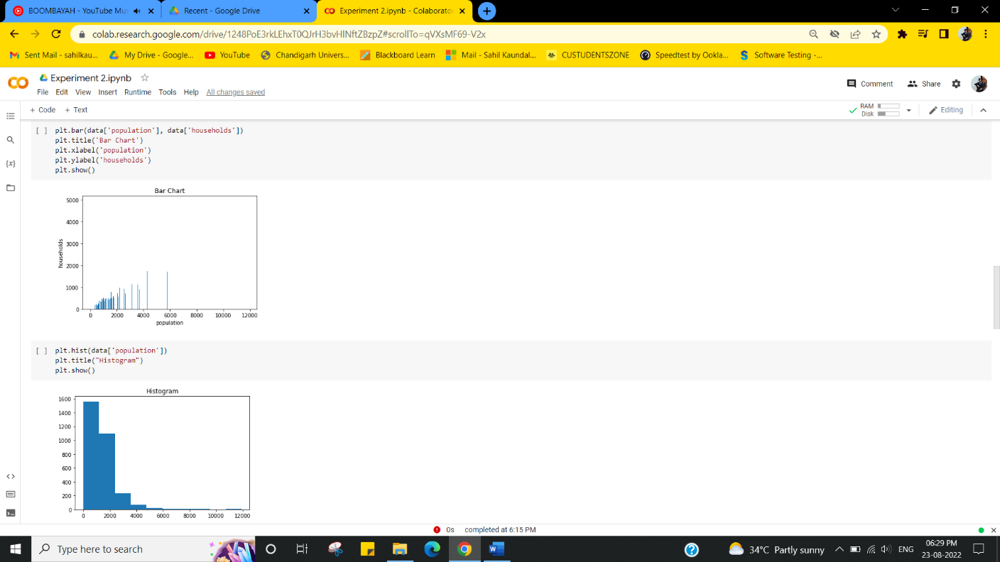 BOOMBAYAH - YouTube Mu
Recent - Google Drive
Experiment 2.ipynb - Colaborato
colab.research.google.com/drive/1248PoE3rkLEhxT0QJrH3bvHlNftZBzpZ#scrollTo=qVXsMF69-V2x
Sent Mail - sahilkau...
My Drive - Google...
YouTube
Chandigarh Univers...
Blackboard Learn
Mail - Sahil Kaundal...
CUSTUDENTSZONE
Speedtest by Ookla...
Software Testing -...
Experiment 2.ipynb
Comment
Share
File Edit View Insert Runtime Tools Help All changes saved
+ Code + Text
RAM
Disk
Editing
[ ] plt.bar(data['population'], data['households'])
plt.title('Bar Chart')
plt.xlabel('population')
plt.ylabel('households')
plt.show()
Bar Chart
5000
4000
3000
2000
1000
0
households
0 2000 4000 6000 8000 10000 12000
population
[ ] plt.hist(data['population'])
plt.title("Histogram")
plt.show()
Histogram
1600
1400
1200
1000
800
600
400
200
0
0 2000 4000 6000 8000 10000 12000
{x}
0s completed at 6:15 PM
Type here to search
34°C Partly sunny
ENG
06:29 PM
23-08-2022